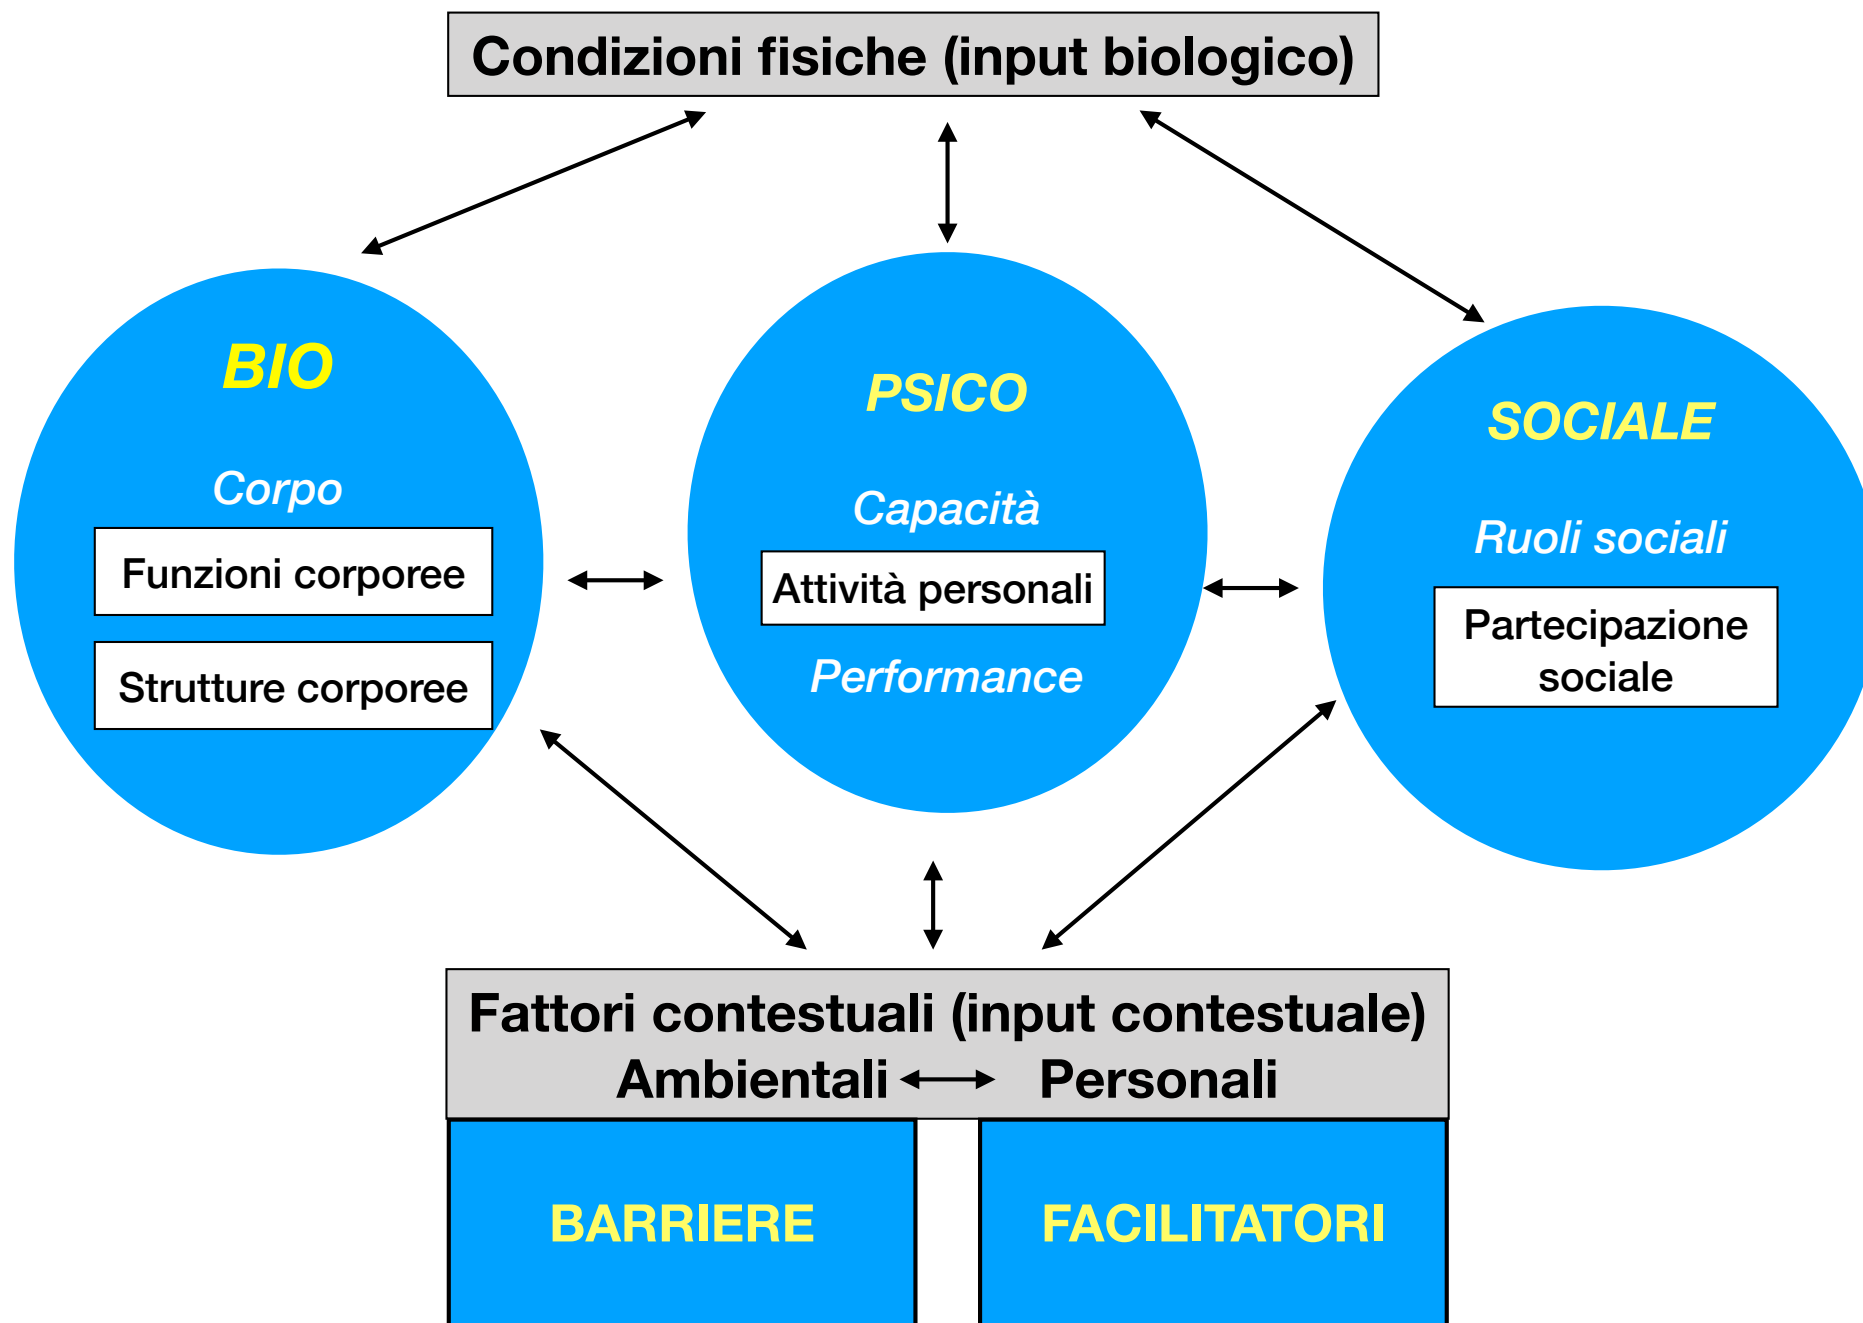 Condizioni fisiche (input biologico)
BIO
Corpo
Funzioni corporee
Strutture corporee
PSICO
Capacità
Attività personali
Performance
SOCIALE
Ruoli sociali
Partecipazione
sociale
Fattori contestuali (input contestuale)
Ambientali Personali
BARRIERE
FACILITATORI